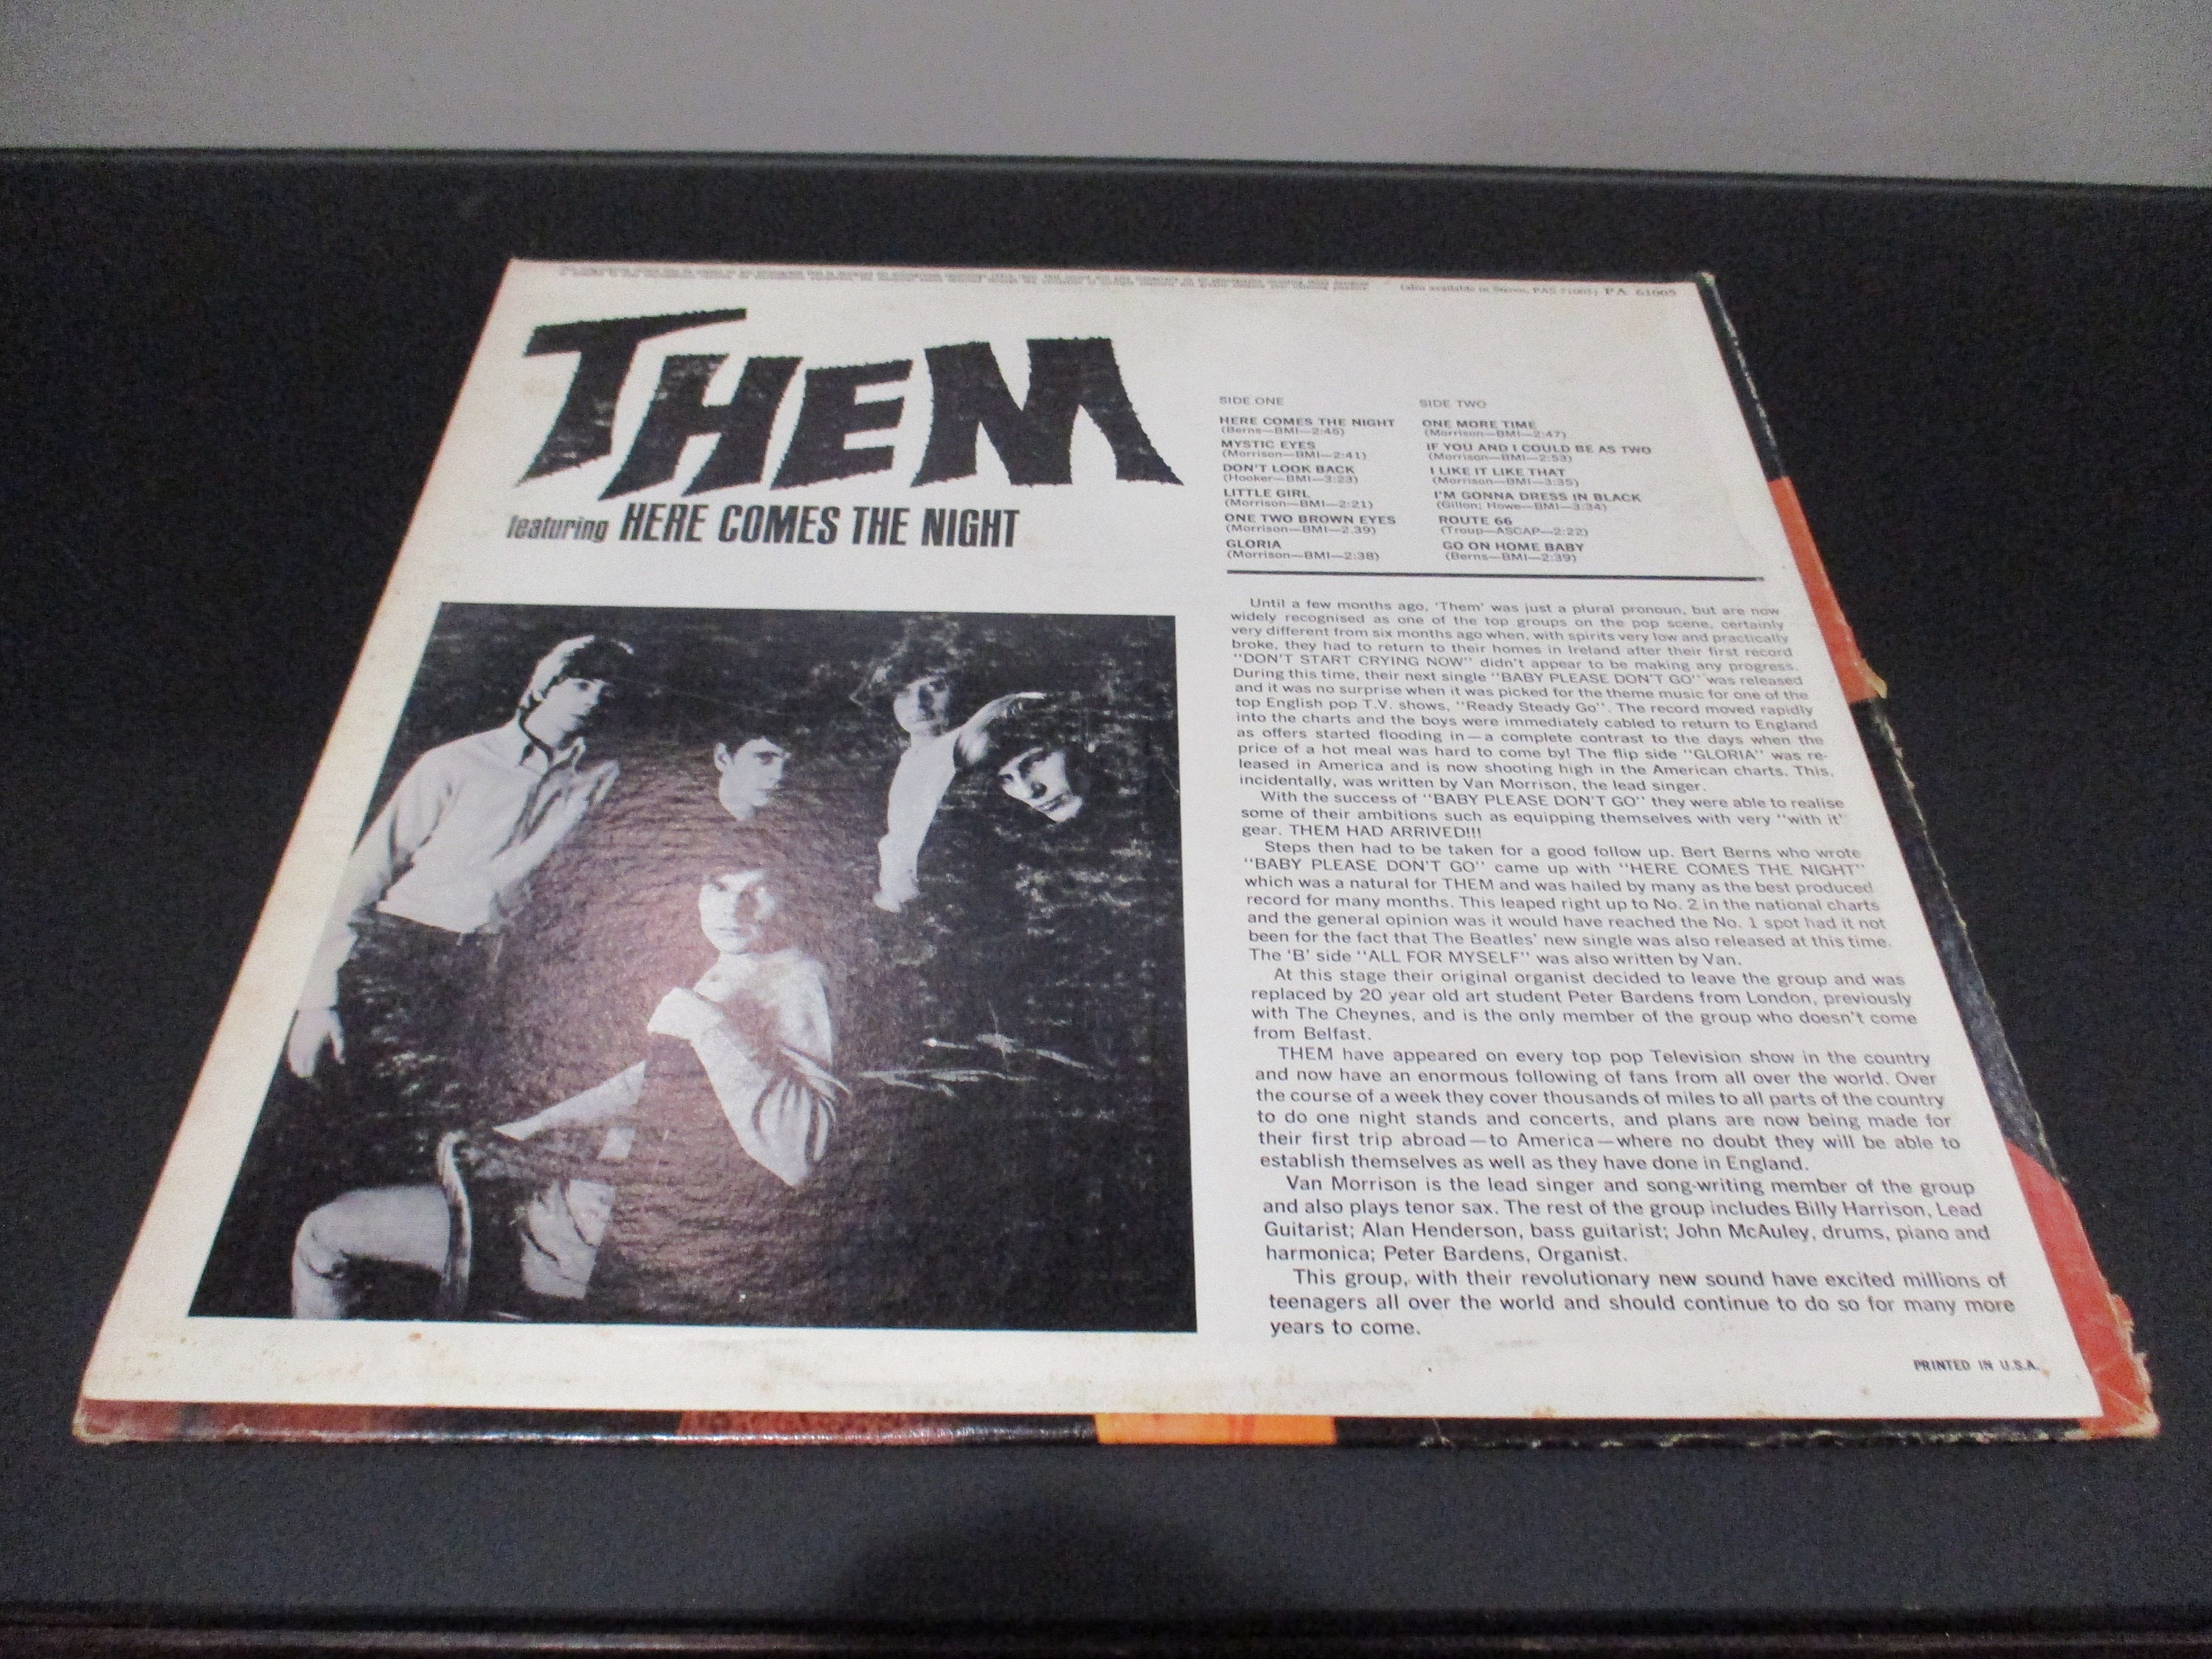 (also available in Stereo, PAS 71005) PA 61005
THEM
featuring HERE COMES THE NIGHT
SIDE ONE
HERE COMES THE NIGHT
(Berns—BMI—2:45)
MYSTIC EYES
(Morrison—BMI—2:41)
DON'T LOOK BACK
(Hooker—BMI—3:23)
LITTLE GIRL
(Morrison—BMI—2:21)
ONE TWO BROWN EYES
(Morrison—BMI—2.39)
GLORIA
(Morrison—BMI—2:38)
SIDE TWO
ONE MORE TIME
(Morrison—BMI—2:47)
IF YOU AND I COULD BE AS TWO
(Morrison—BMI—2:53)
I LIKE IT LIKE THAT
(Morrison—BMI—3:35)
I'M GONNA DRESS IN BLACK
(Gillon; Howe—BMI—3:34)
ROUTE 66
(Troup—ASCAP—2:22)
GO ON HOME BABY
(Berns—BMI—2:39)
Until a few months ago, 'Them' was just a plural pronoun, but are now
widely recognised as one of the top groups on the pop scene, certainly
very different from six months ago when, with spirits very low and practically
broke, they had to return to their homes in Ireland after their first record
"DON'T START CRYING NOW" didn't appear to be making any progress.
During this time, their next single "BABY PLEASE DON'T GO" was released
and it was no surprise when it was picked for the theme music for one of the
top English pop T.V. shows, "Ready Steady Go". The record moved rapidly
into the charts and the boys were immediately cabled to return to England
as offers started flooding in—a complete contrast to the days when the
price of a hot meal was hard to come by! The flip side "GLORIA" was re-
leased in America and is now shooting high in the American charts. This,
incidentally, was written by Van Morrison, the lead singer.
With the success of "BABY PLEASE DON'T GO" they were able to realise
some of their ambitions such as equipping themselves with very "with it"
gear. THEM HAD ARRIVED!!!
Steps then had to be taken for a good follow up. Bert Berns who wrote
"BABY PLEASE DON'T GO" came up with "HERE COMES THE NIGHT"
which was a natural for THEM and was hailed by many as the best produced
record for many months. This leaped right up to No. 2 in the national charts
and the general opinion was it would have reached the No. 1 spot had it not
been for the fact that The Beatles' new single was also released at this time.
The 'B' side "ALL FOR MYSELF" was also written by Van.
At this stage their original organist decided to leave the group and was
replaced by 20 year old art student Peter Bardens from London, previously
with The Cheynes, and is the only member of the group who doesn't come
from Belfast.
THEM have appeared on every top pop Television show in the country
and now have an enormous following of fans from all over the world. Over
the course of a week they cover thousands of miles to all parts of the country
to do one night stands and concerts, and plans are now being made for
their first trip abroad—to America—where no doubt they will be able to
establish themselves as well as they have done in England.
Van Morrison is the lead singer and song-writing member of the group
and also plays tenor sax. The rest of the group includes Billy Harrison, Lead
Guitarist; Alan Henderson, bass guitarist; John McAuley, drums, piano and
harmonica; Peter Bardens, Organist.
This group, with their revolutionary new sound have excited millions of
teenagers all over the world and should continue to do so for many more
years to come.
PRINTED IN U.S.A.